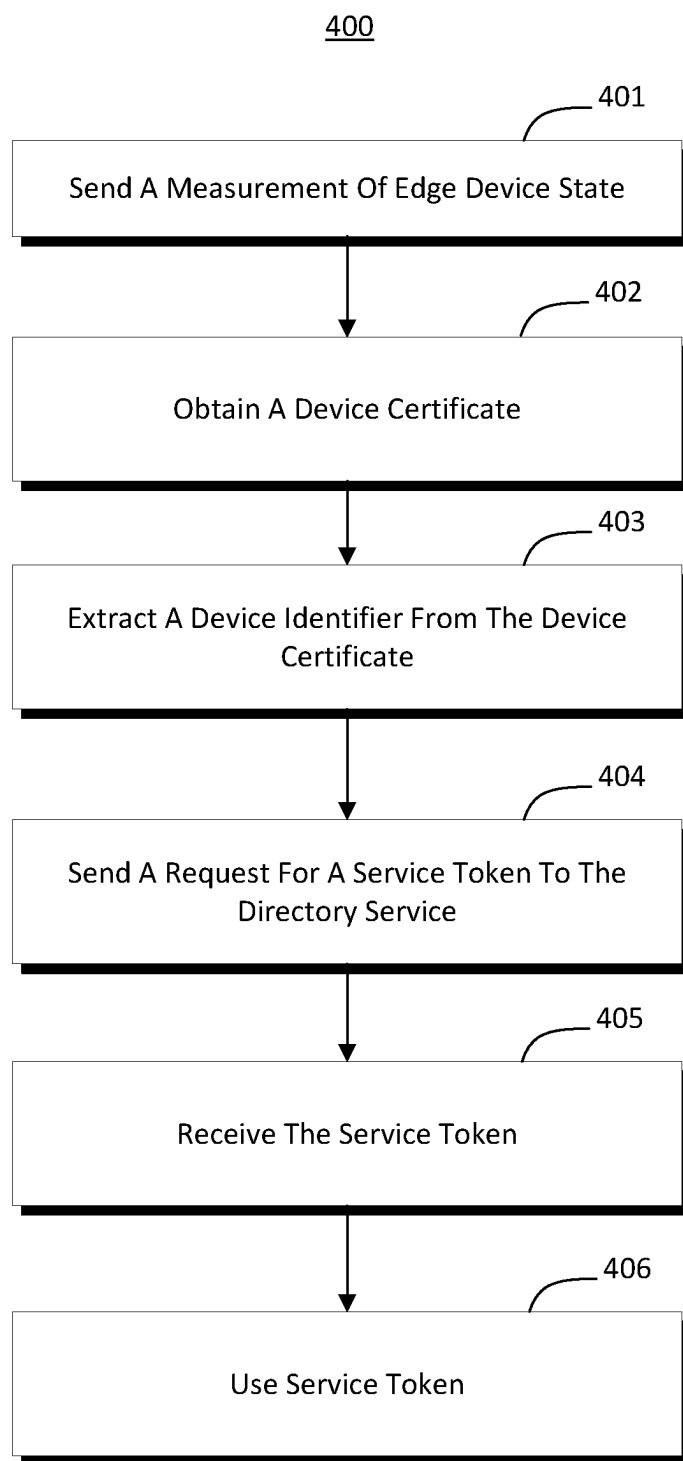 400
401
Send A Measurement Of Edge Device State
402
Obtain A Device Certificate
403
Extract A Device Identifier From The Device
Certificate
404
Send A Request For A Service Token To The
Directory Service
405
Receive The Service Token
406
Use Service Token